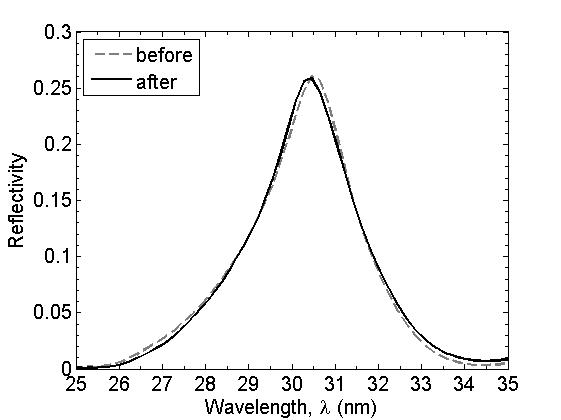 0.3
before
after
0.25
0.2
0.15
0.1
0.05
0
Reflectivity
25 26 27 28 29 30 31 32 33 34 35
Wavelength, λ (nm)